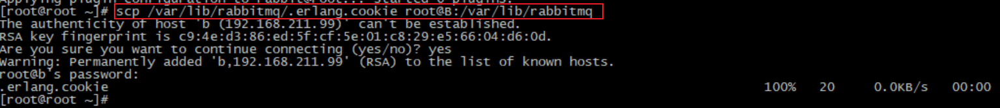 Applying plugin configuration to rabbit@root... started 6 plugins.
[root@root ~]# scp /var/lib/rabbitmq/.erlang.cookie root@B:/var/lib/rabbitmq
The authenticity of host 'b (192.168.211.99)' can't be established.
RSA key fingerprint is c9:4e:d3:86:ed:5f:cf:5e:01:c8:29:e5:66:04:d6:0d.
Are you sure you want to continue connecting (yes/no)? yes
Warning: Permanently added 'b,192.168.211.99' (RSA) to the list of known hosts.
root@b's password:
.erlang.cookie 100% 20 0.0KB/s 00:00
[root@root ~]#